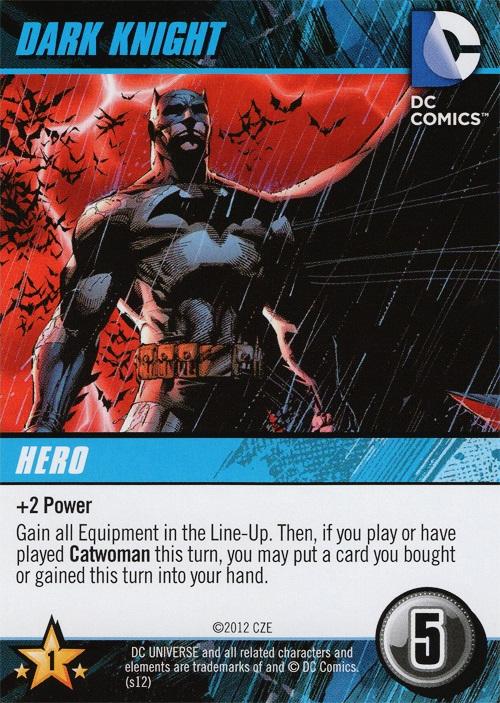 DARK KNIGHT
DC
COMICS™
HERO
+2 Power
Gain all Equipment in the Line-Up. Then, if you play or have
played Catwoman this turn, you may put a card you bought
or gained this turn into your hand.
©2012 CZE
1
DC UNIVERSE and all related characters and
elements are trademarks of and © DC Comics.
(s12)
5